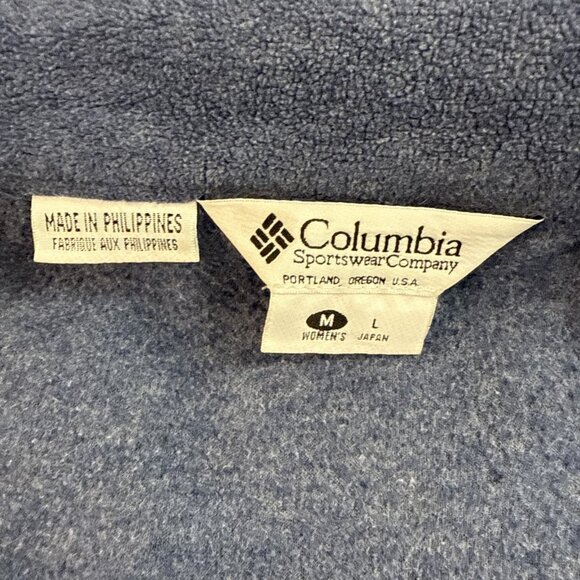 MADE IN PHILIPPINES
FABRIQUE AUX PHILIPPINES
Columbia
Sportswear Company
PORTLAND, OREGON U.S.A.
M L
WOMEN'S JAPAN